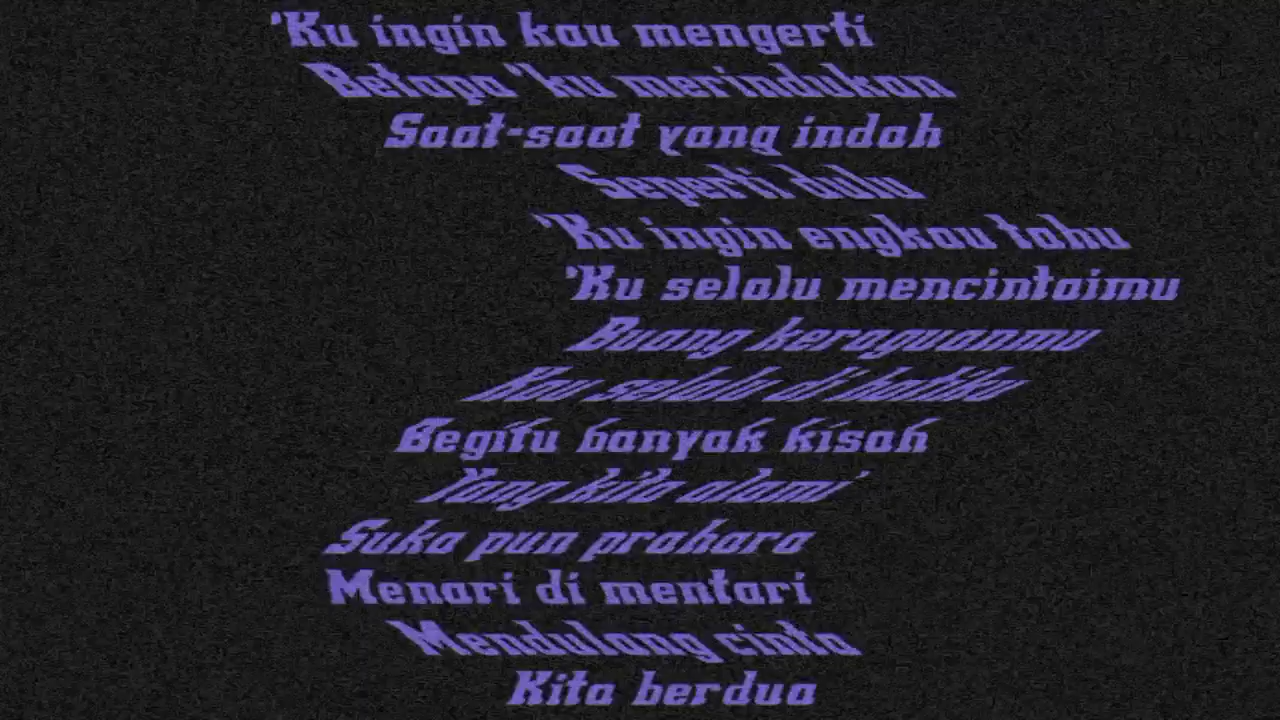 'Ku ingin kau mengerti
Betapa 'ku merindukan
Saat-saat yang indah
Seperti dulu
'Ku ingin engkau tahu
'Ku selalu mencintaimu
Buang keraguanmu
Kau selalu di hatiku
Begitu banyak kisah
Yang kita alami
Suka pun prahara
Menari di mentari
Mendulang cinta
Kita berdua